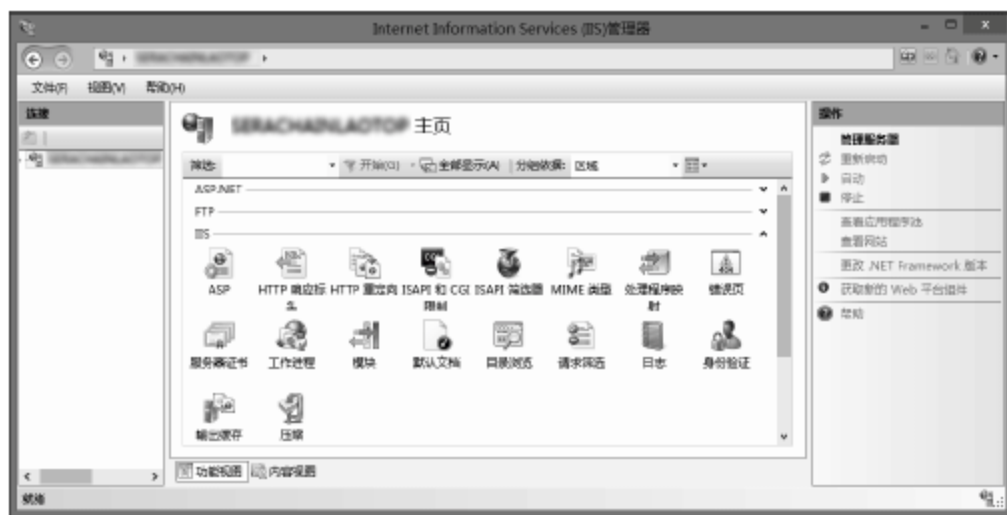 Internet Information Services (IIS)管理器
文件(F) 视图(V) 帮助(H)
连接
主页
筛选: 开始(G) 全部显示(A) 分组依据: 区域
ASP.NET
FTP
IIS
ASP
HTTP 响应标头
HTTP 重定向
ISAPI 和 CGI 限制
ISAPI 筛选器
MIME 类型
处理程序映射
错误页
服务器证书
工作进程
模块
默认文档
目录浏览
请求筛选
日志
身份验证
输出缓存
压缩
功能视图 内容视图
操作
管理服务器
重新启动
启动
停止
查看应用程序池
查看网站
更改 .NET Framework 版本
获取新的 Web 平台组件
帮助
就绪